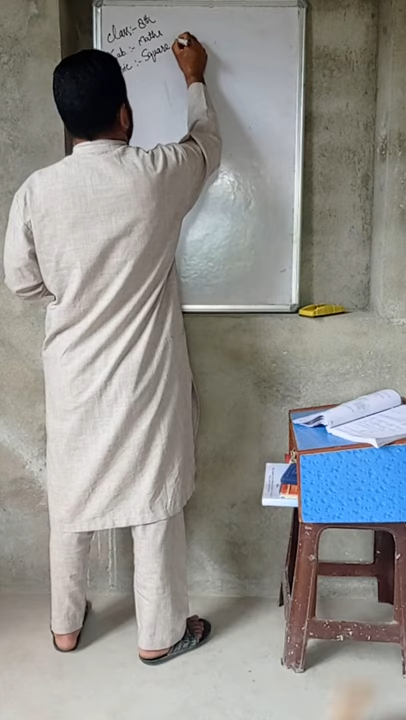 class:- 8th
Sub :- Maths
:- Square